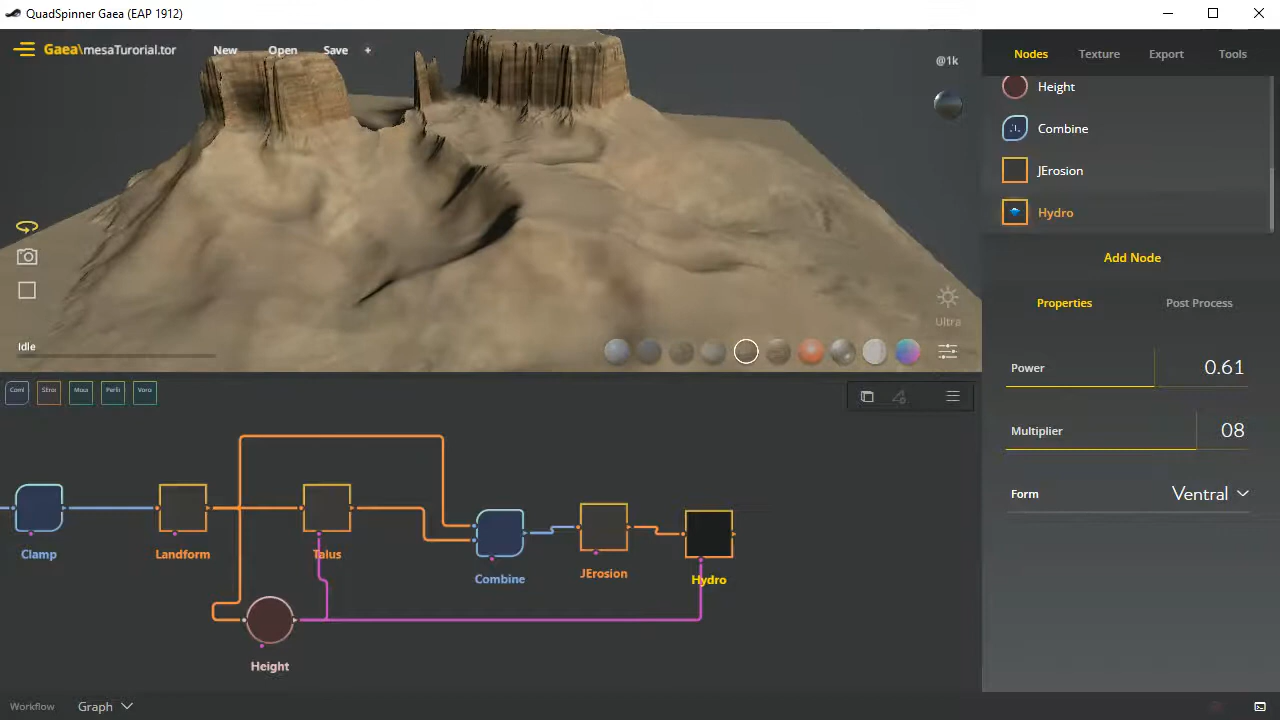 QuadSpinner Gaea (EAP 1912)
Gaea\mesaTurorial.tor
New
Open
Save
+
@1k
Ultra
Idle
Nodes
Texture
Export
Tools
Height
Combine
JErosion
Hydro
Add Node
Properties
Post Process
Power
0.61
Multiplier
08
Form
Ventral
Clamp
Landform
Talus
Combine
JErosion
Hydro
Height
Workflow
Graph